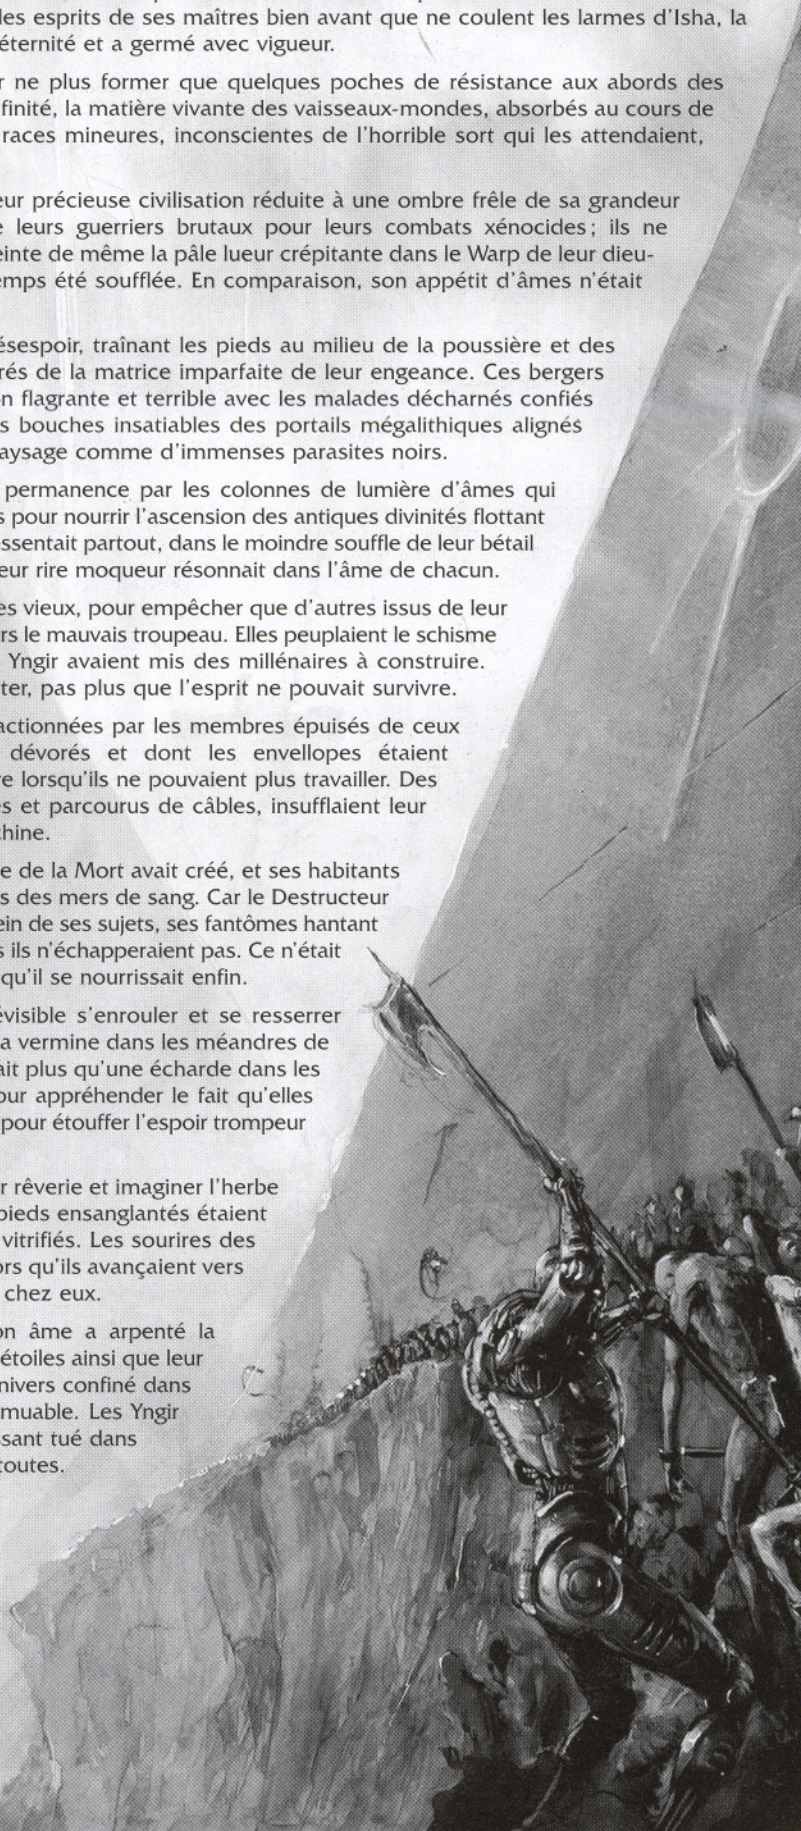 les esprits de ses maîtres bien avant que ne coulent les larmes d'Isha, la
éternité et a germé avec vigueur.
r ne plus former que quelques poches de résistance aux abords des
finité, la matière vivante des vaisseaux-mondes, absorbés au cours de
races mineures, inconscientes de l'horrible sort qui les attendaient,
eur précieuse civilisation réduite à une ombre frêle de sa grandeur
e leurs guerriers brutaux pour leurs combats xénocides ; ils ne
einte de même la pâle lueur crépitante dans le Warp de leur dieu-
emps été soufflée. En comparaison, son appétit d'âmes n'était
ésespoir, traînant les pieds au milieu de la poussière et des
rés de la matrice imparfaite de leur engeance. Ces bergers
n flagrante et terrible avec les malades décharnés confiés
s bouches insatiables des portails mégalithiques alignés
aysage comme d'immenses parasites noirs.
permanence par les colonnes de lumière d'âmes qui
s pour nourrir l'ascension des antiques divinités flottant
essentait partout, dans le moindre souffle de leur bétail
eur rire moqueur résonnait dans l'âme de chacun.
es vieux, pour empêcher que d'autres issus de leur
rs le mauvais troupeau. Elles peuplaient le schisme
Yngir avaient mis des millénaires à construire.
ter, pas plus que l'esprit ne pouvait survivre.
actionnées par les membres épuisés de ceux
dévorés et dont les envellopes étaient
e lorsqu'ils ne pouvaient plus travailler. Des
es et parcourus de câbles, insufflaient leur
chine.
e de la Mort avait créé, et ses habitants
s des mers de sang. Car le Destructeur
ein de ses sujets, ses fantômes hantant
s ils n'échapperaient pas. Ce n'était
qu'il se nourrissait enfin.
évisible s'enrouler et se resserrer
a vermine dans les méandres de
ait plus qu'une écharde dans les
our appréhender le fait qu'elles
pour étouffer l'espoir trompeur
r rêverie et imaginer l'herbe
pieds ensanglantés étaient
vitrifiés. Les sourires des
ors qu'ils avançaient vers
chez eux.
on âme a arpenté la
étoiles ainsi que leur
nivers confiné dans
muable. Les Yngir
ssant tué dans
toutes.